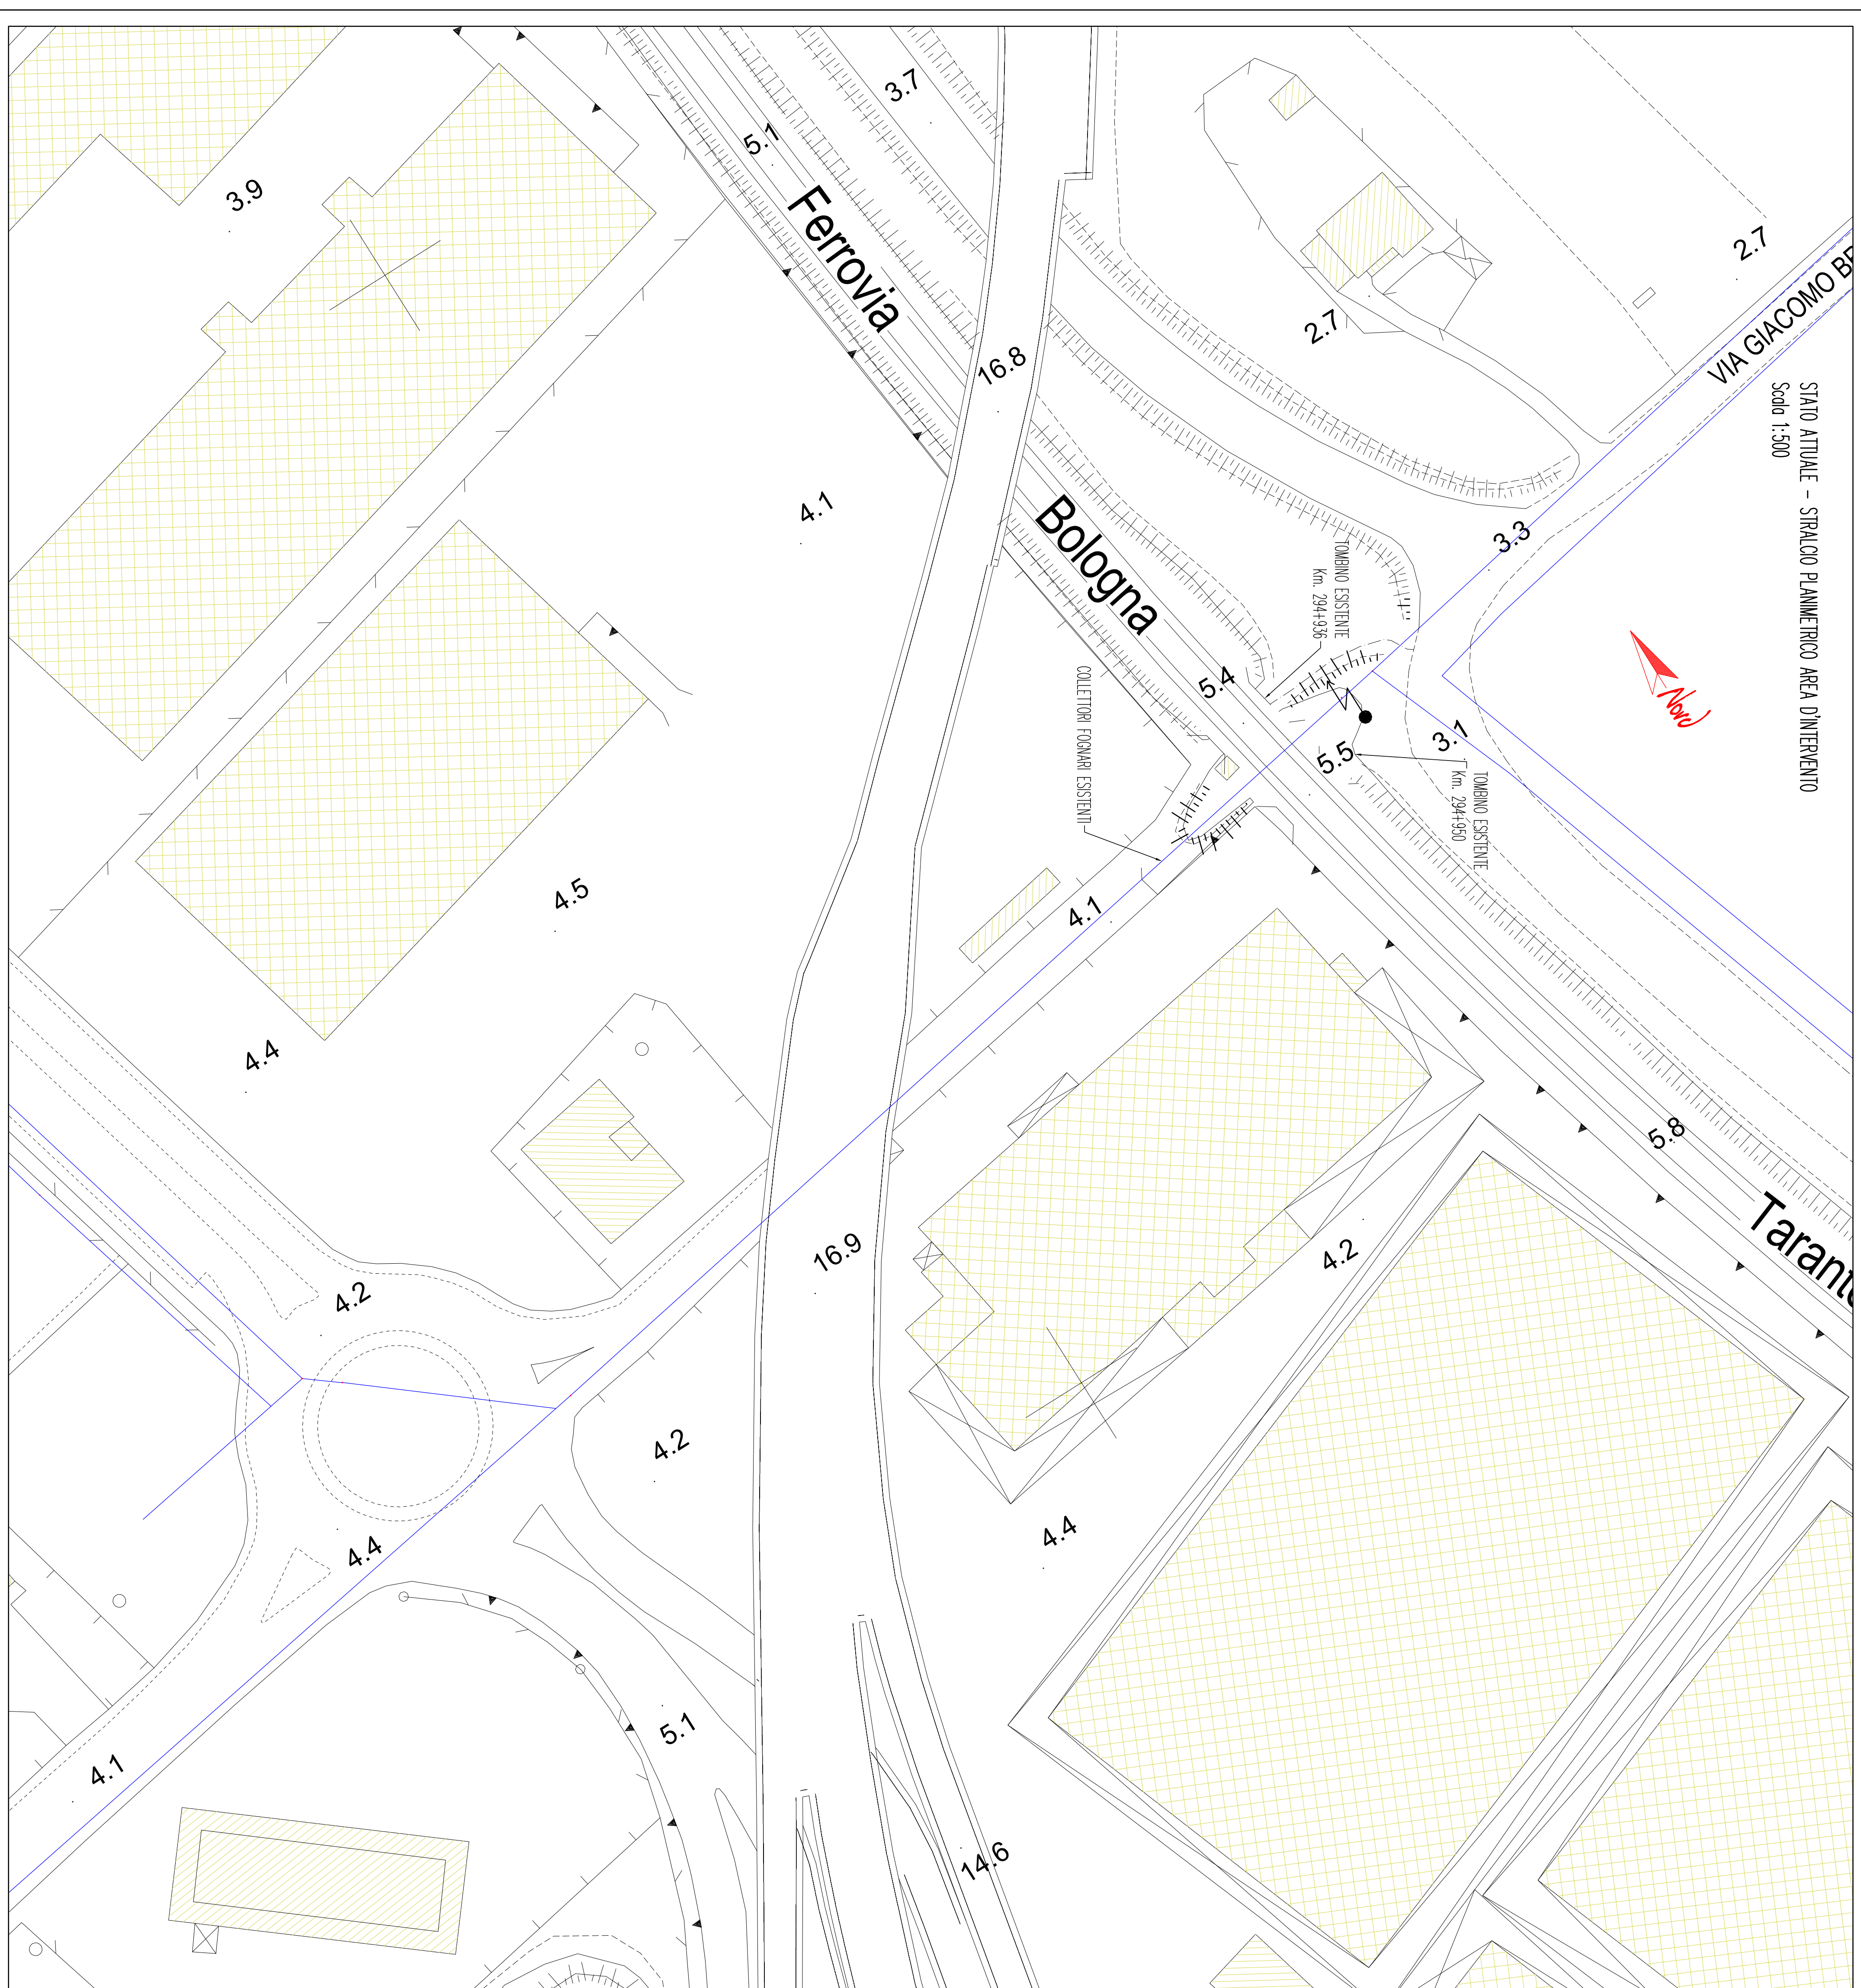 STATO ATTUALE - STRALCIO PLANIMETRICO AREA D'INTERVENTO
Scala 1:500
Nord
VIA GIACOMO BE
Ferrovia
Bologna
Tarant
TOMBINO ESISTENTE
Km. 294+936
TOMBINO ESISTENTE
Km. 294+950
COLLETTORI FOGNARI ESISTENTI
3.7
5.1
3.9
2.7
2.7
16.8
4.1
3.3
5.4
3.1
5.5
4.5
4.1
4.4
5.8
16.9
4.2
4.2
4.2
4.4
4.4
5.1
4.1
14.6